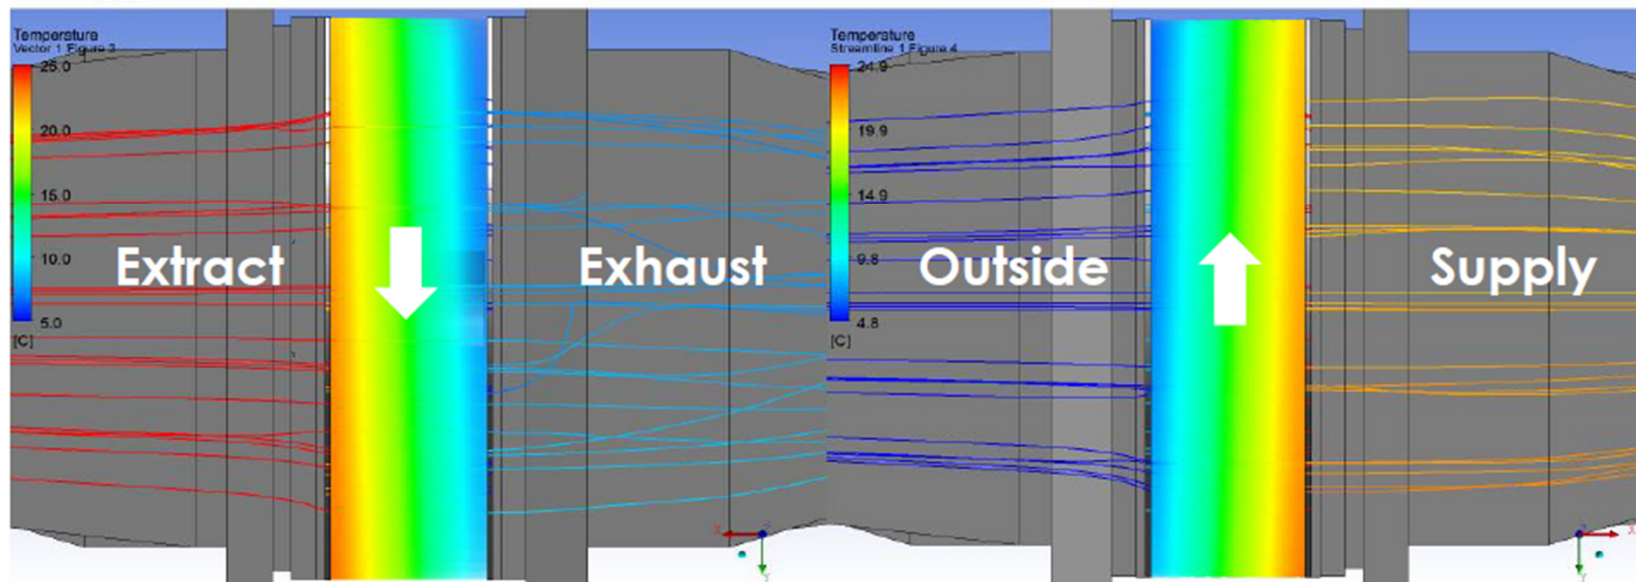 Temperature
Vector 1 Figure 3
25.0
20.0
15.0
10.0
5.0
[C]
Extract
Exhaust
X
Z
Y
Temperature
Streamline 1 Figure 4
24.9
19.9
14.9
9.8
4.8
[C]
Outside
Supply
Z
X
Y